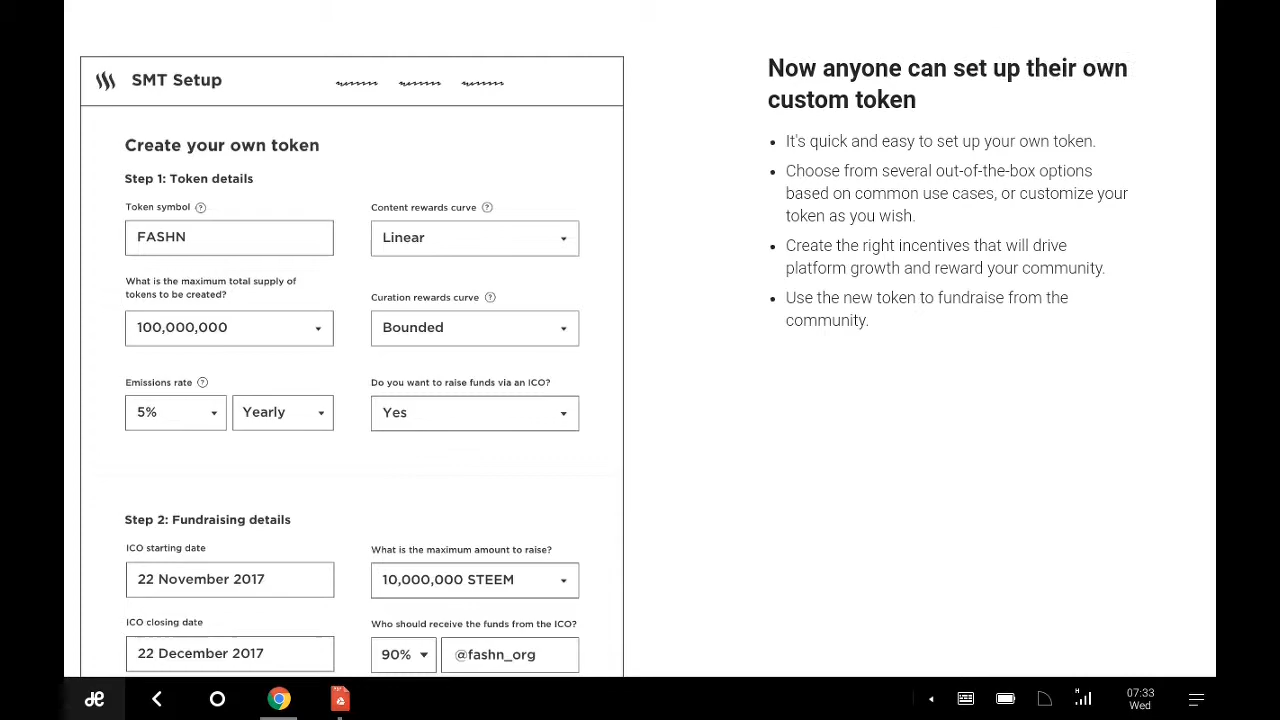 SMT Setup
Create your own token
Step 1: Token details
Token symbol ?
Content rewards curve ?
FASHN
Linear
What is the maximum total supply of
tokens to be created?
Curation rewards curve ?
100,000,000
Bounded
Emissions rate ?
Do you want to raise funds via an ICO?
5%
Yearly
Yes
Step 2: Fundraising details
ICO starting date
What is the maximum amount to raise?
22 November 2017
10,000,000 STEEM
ICO closing date
Who should receive the funds from the ICO?
22 December 2017
90%
@fashn_org
Now anyone can set up their own
custom token
• It's quick and easy to set up your own token.
• Choose from several out-of-the-box options
based on common use cases, or customize your
token as you wish.
• Create the right incentives that will drive
platform growth and reward your community.
• Use the new token to fundraise from the
community.
H
07:33
Wed